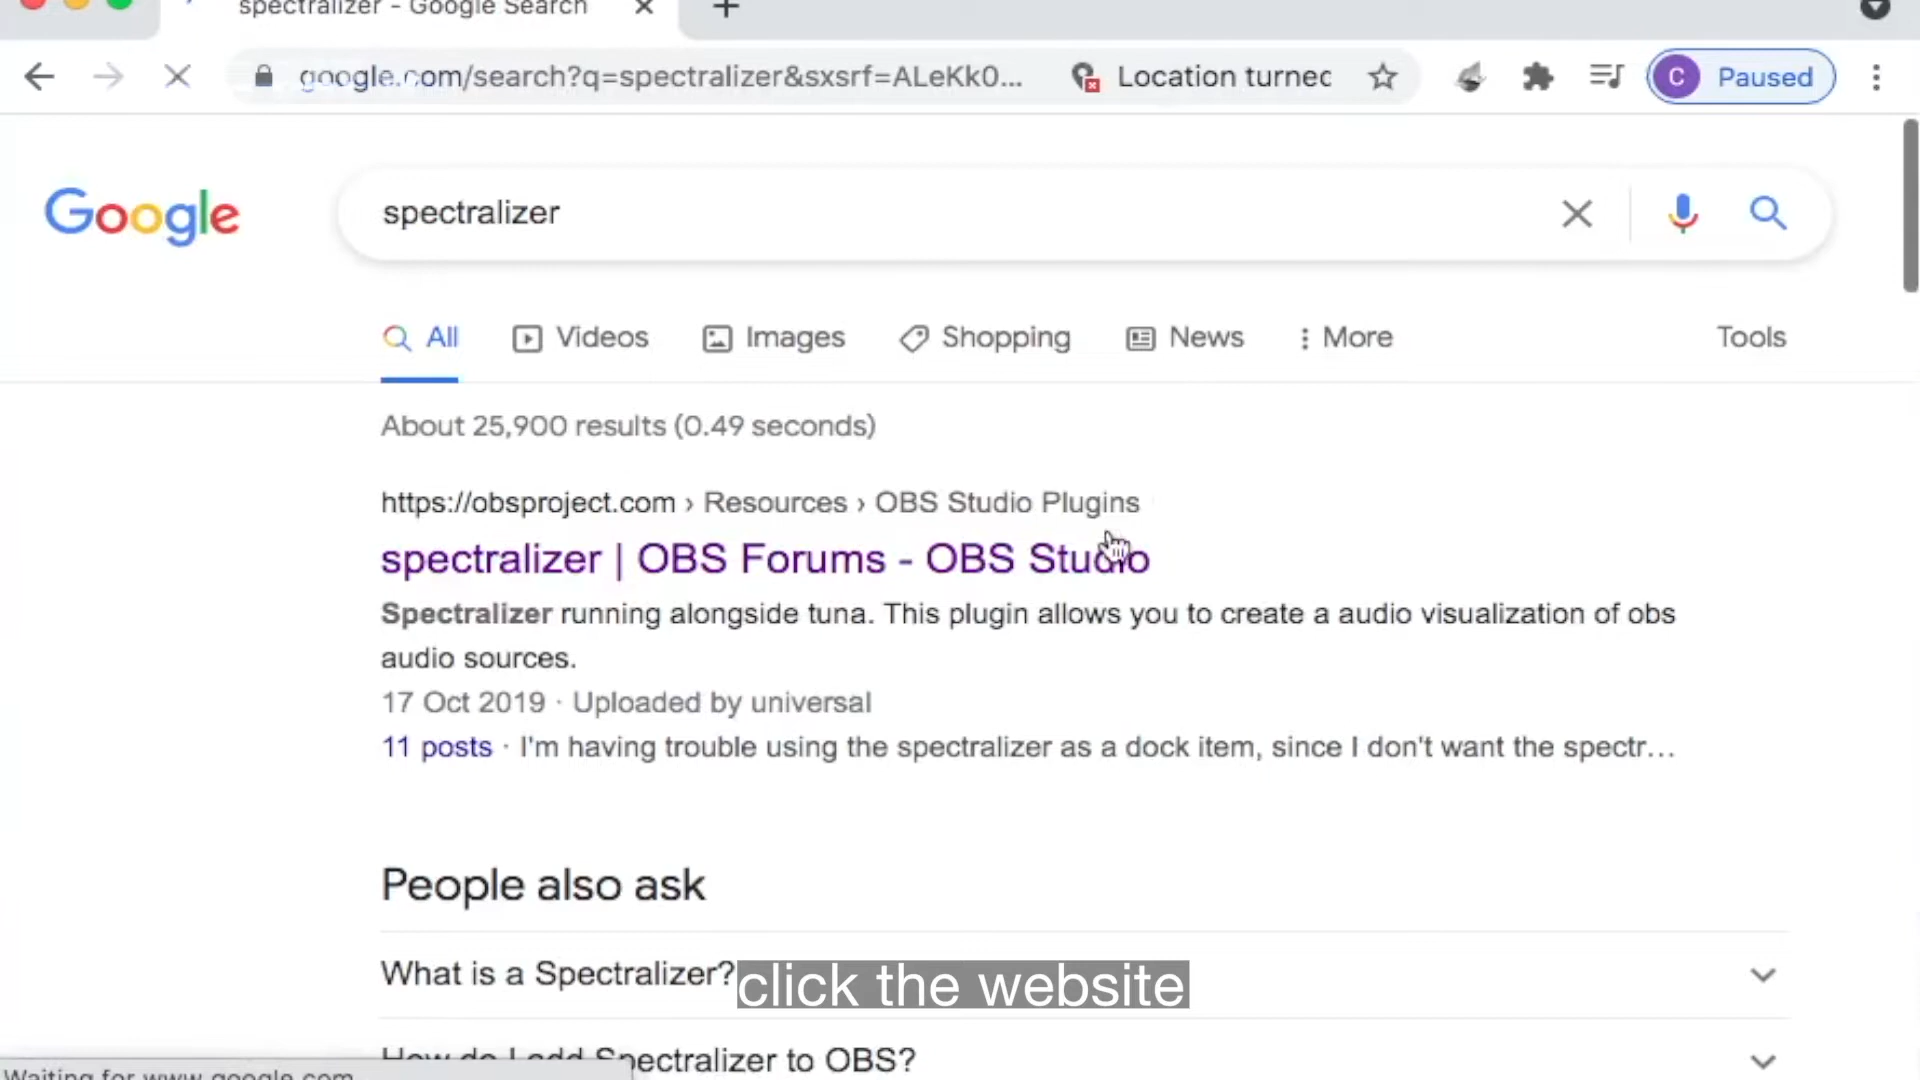 spectralizer - Google Search
google.com/search?q=spectralizer&sxsrf=ALeKk0...
Location turned
C
Paused
Google
spectralizer
All
Videos
Images
Shopping
News
More
Tools
About 25,900 results (0.49 seconds)
https://obsproject.com › Resources › OBS Studio Plugins
spectralizer | OBS Forums - OBS Studio
Spectralizer running alongside tuna. This plugin allows you to create a audio visualization of obs
audio sources.
17 Oct 2019 · Uploaded by universal
11 posts · I'm having trouble using the spectralizer as a dock item, since I don't want the spectr...
People also ask
What is a Spectralizer?
click the website
How do I add Spectralizer to OBS?
Waiting for www.google.com